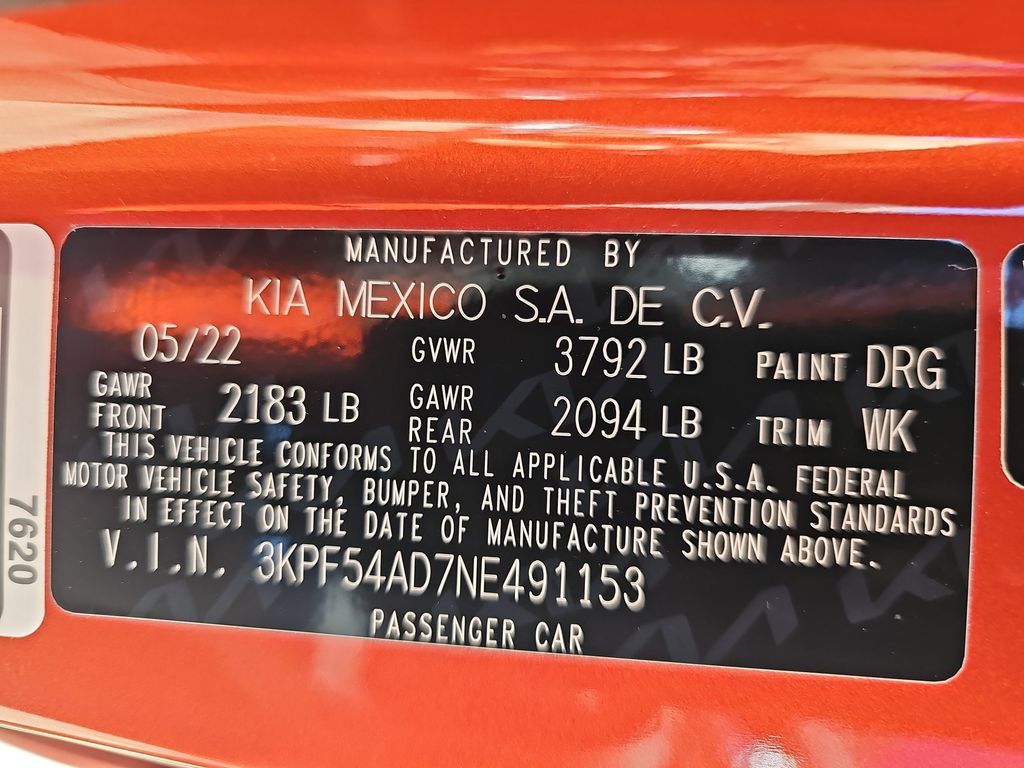 MANUFACTURED BY
KIA MEXICO S.A. DE C.V.
05/22 GVWR 3792 LB PAINT DRG
GAWR FRONT 2183 LB GAWR REAR 2094 LB TRIM WK
THIS VEHICLE CONFORMS TO ALL APPLICABLE U.S.A. FEDERAL
MOTOR VEHICLE SAFETY, BUMPER, AND THEFT PREVENTION STANDARDS
IN EFFECT ON THE DATE OF MANUFACTURE SHOWN ABOVE.
V.I.N. 3KPF54AD7NE491153
PASSENGER CAR
7620